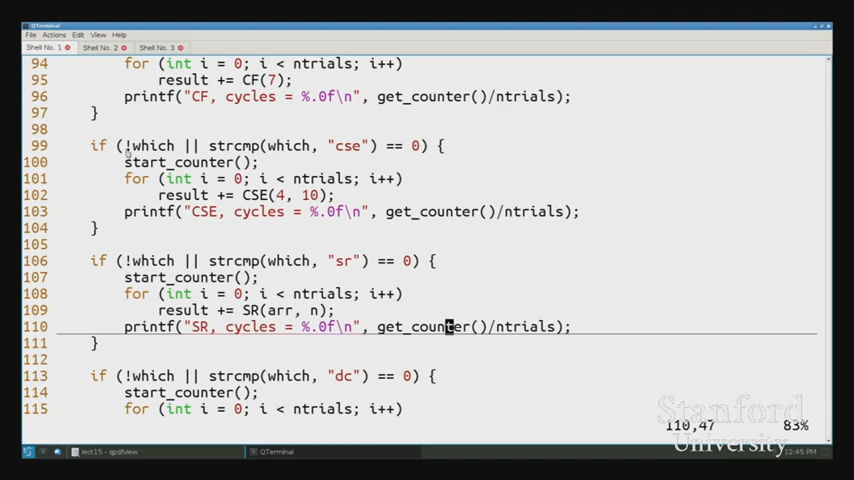 QTerminal
File Actions Edit View Help
Shell No. 1 Shell No. 2 Shell No. 3
94 for (int i = 0; i < ntrials; i++)
95 result += CF(7);
96 printf("CF, cycles = %.0f\n", get_counter()/ntrials);
97 }
98
99 if (!which || strcmp(which, "cse") == 0) {
100 start_counter();
101 for (int i = 0; i < ntrials; i++)
102 result += CSE(4, 10);
103 printf("CSE, cycles = %.0f\n", get_counter()/ntrials);
104 }
105
106 if (!which || strcmp(which, "sr") == 0) {
107 start_counter();
108 for (int i = 0; i < ntrials; i++)
109 result += SR(arr, n);
110 printf("SR, cycles = %.0f\n", get_counter()/ntrials);
111 }
112
113 if (!which || strcmp(which, "dc") == 0) {
114 start_counter();
115 for (int i = 0; i < ntrials; i++)
110,47 83%
Stanford
University
lect15 - qpdfview QTerminal 12:45 PM